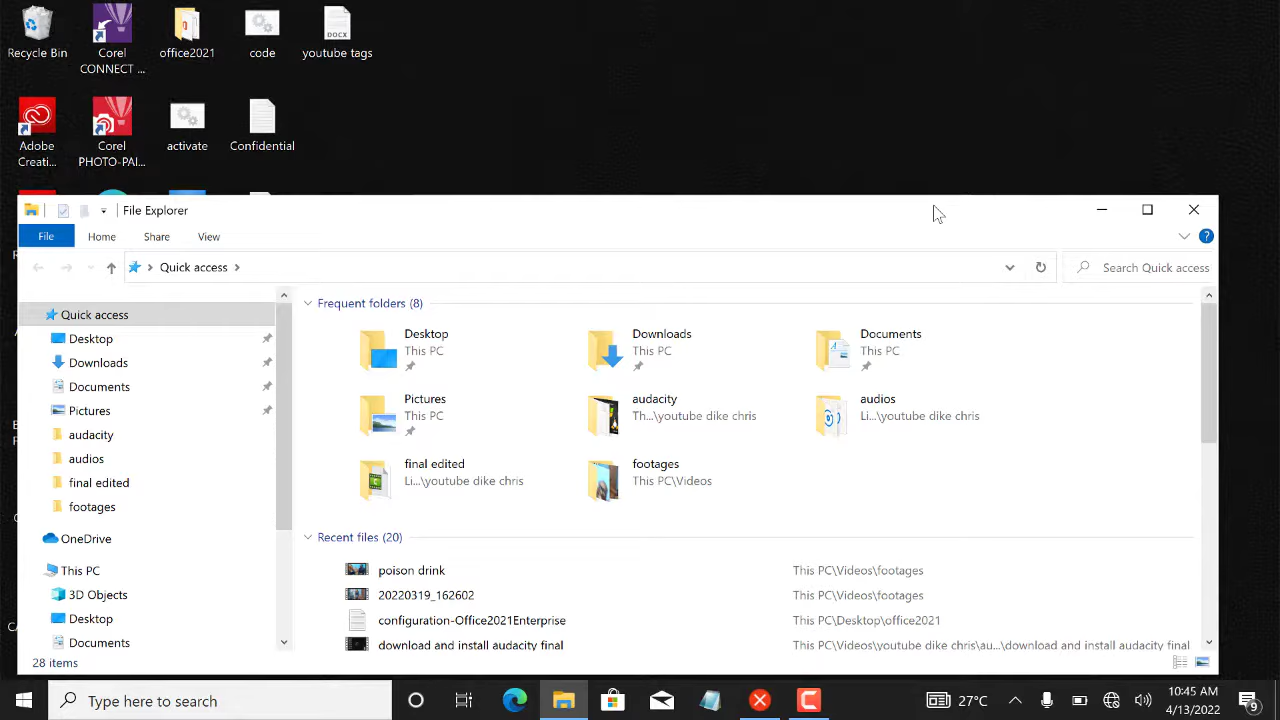 Recycle Bin
Corel
CONNECT ...
office2021
code
DOCX
youtube tags
Adobe
Creati...
Corel
PHOTO-PAI...
activate
Confidential
File Explorer
File
Home
Share
View
Quick access
Search Quick access
Quick access
Desktop
Downloads
Documents
Pictures
audacity
audios
final edited
footages
OneDrive
This PC
3D Objects
Desktop
Documents
Frequent folders (8)
Desktop
This PC
Downloads
This PC
Documents
This PC
Pictures
This PC
audacity
Th...\youtube dike chris
audios
Li...\youtube dike chris
final edited
Li...\youtube dike chris
footages
This PC\Videos
Recent files (20)
poison drink
This PC\Videos\footages
20220319_162602
This PC\Videos\footages
configuration-Office2021Enterprise
This PC\Desktop\office2021
download and install audacity final
This PC\Videos\youtube dike chris\au...\download and install audacity final
28 items
Type here to search
27°C
10:45 AM
4/13/2022
9